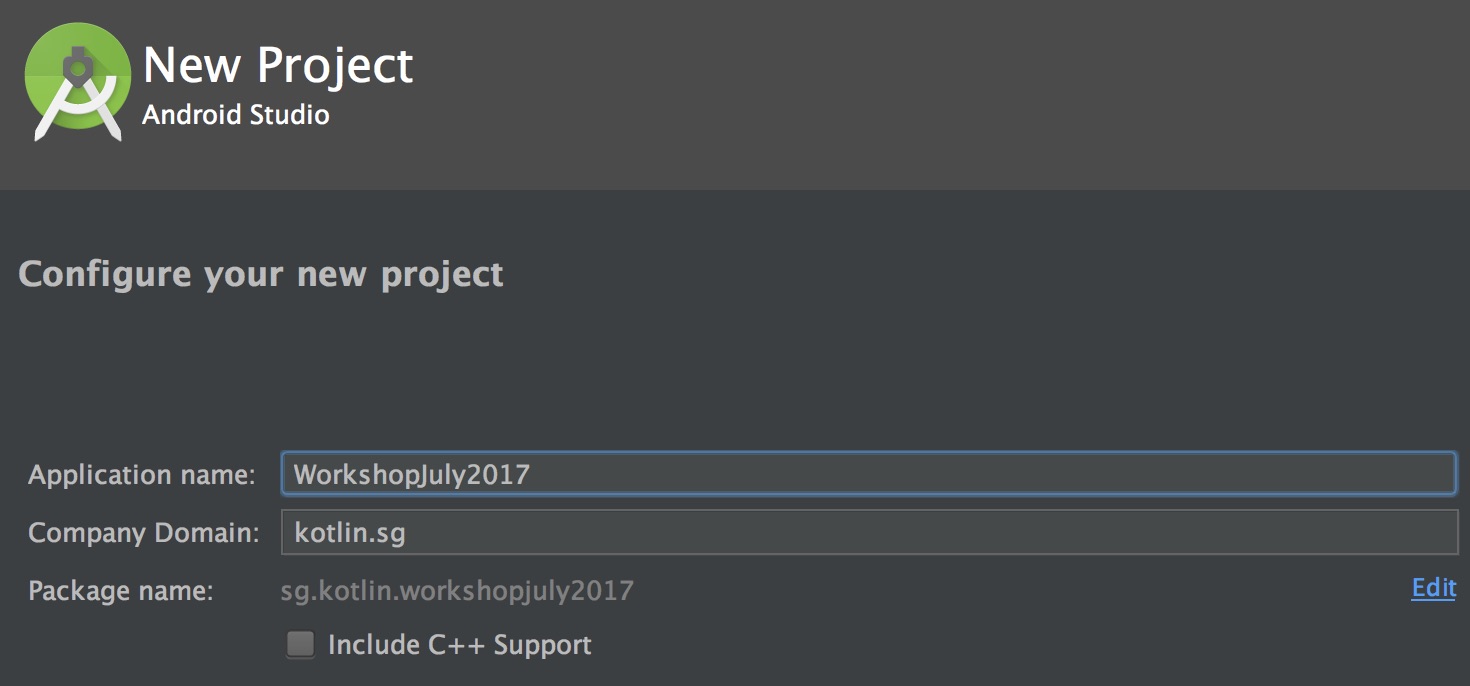 New Project
Android Studio
Configure your new project
Application name: WorkshopJuly2017
Company Domain: kotlin.sg
Package name: sg.kotlin.workshopjuly2017 Edit
Include C++ Support